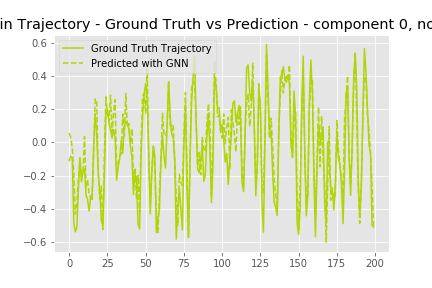 in Trajectory - Ground Truth vs Prediction - component 0, no
Ground Truth Trajectory
Predicted with GNN
0.6
0.4
0.2
0.0
−0.2
−0.4
−0.6
0 25 50 75 100 125 150 175 200